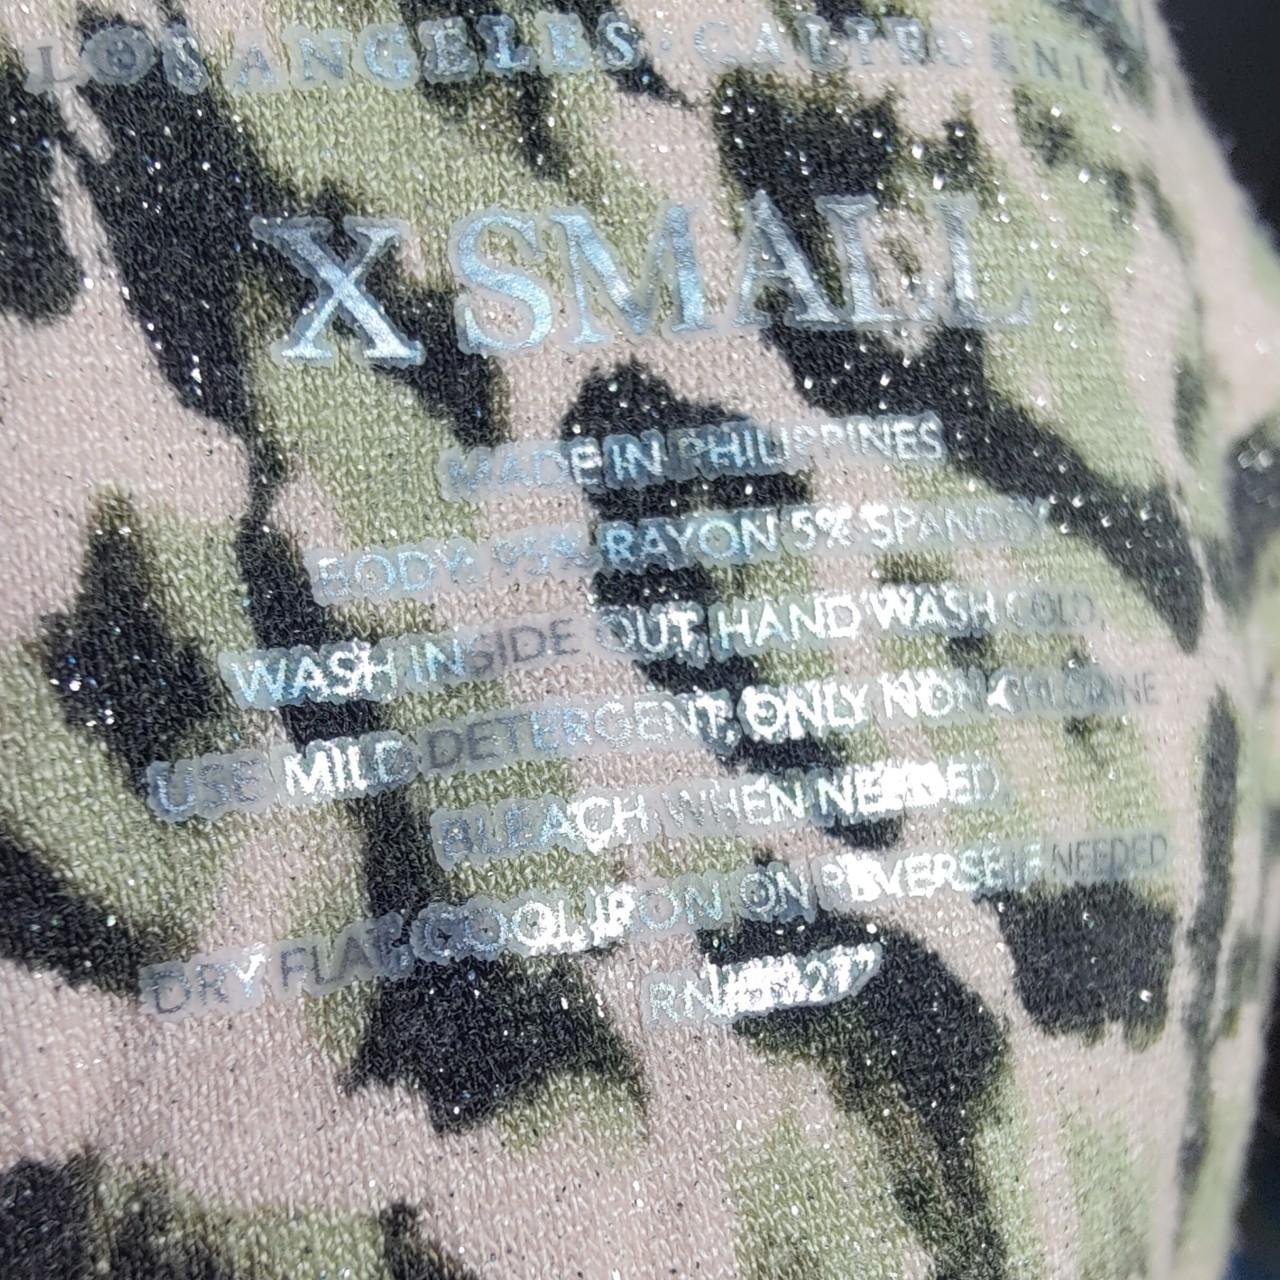 LOS ANGELES · CALIFORNIA
X SMALL
MADE IN PHILIPPINES
BODY: 95% RAYON 5% SPANDEX
WASH INSIDE OUT, HAND WASH COLD,
USE MILD DETERGENT, ONLY NON-CHLORINE
BLEACH WHEN NEEDED,
DRY FLAT, COOL IRON ON REVERSE IF NEEDED